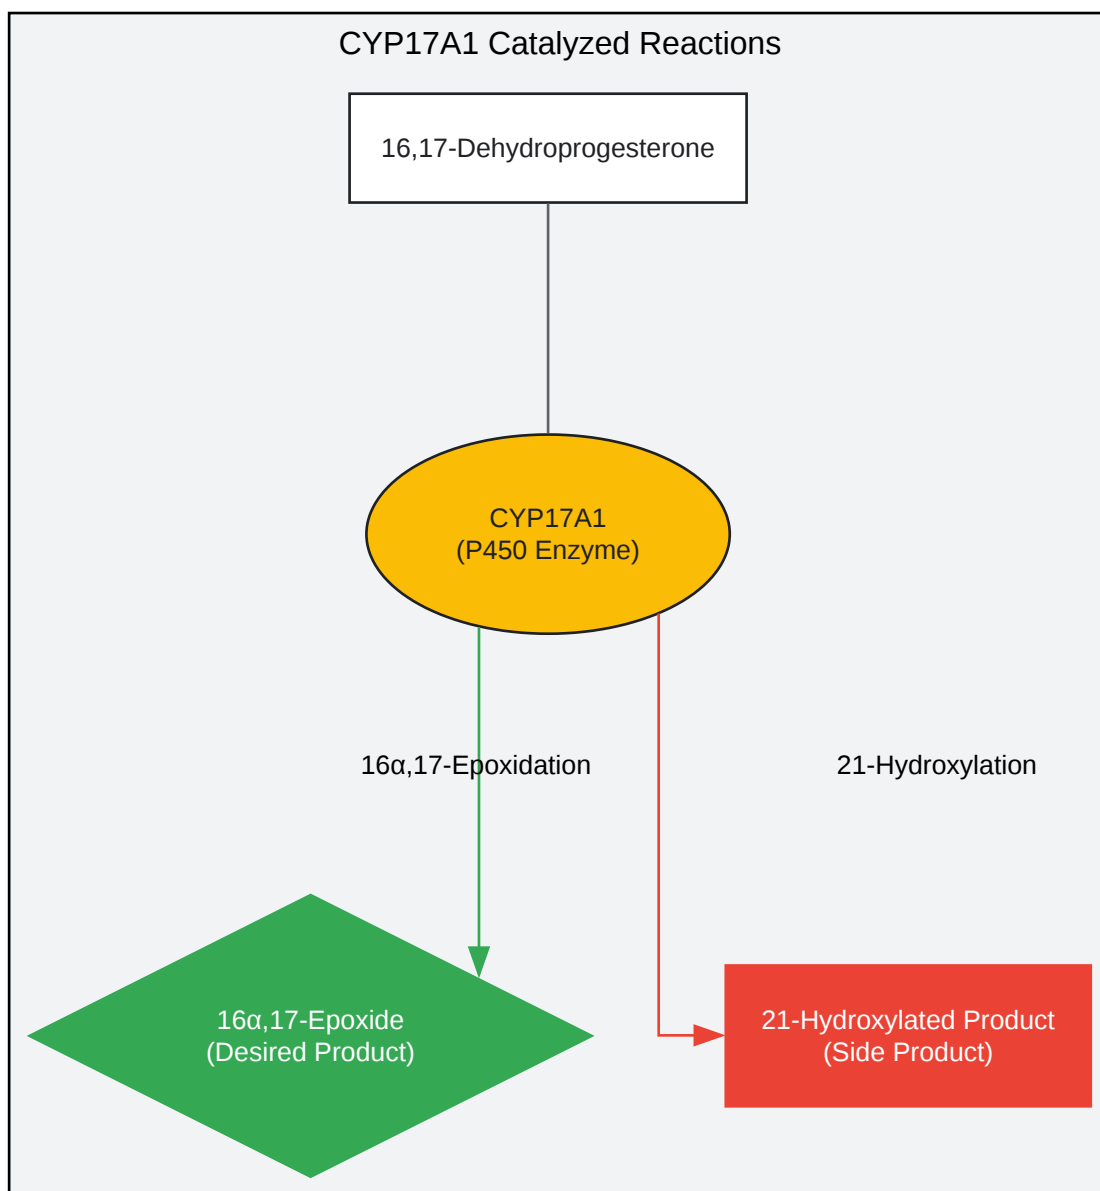 CYP17A1 Catalyzed Reactions
16,17-Dehydroprogesterone
CYP17A1
(P450 Enzyme)
16α,17-Epoxidation
21-Hydroxylation
16α,17-Epoxide
(Desired Product)
21-Hydroxylated Product
(Side Product)